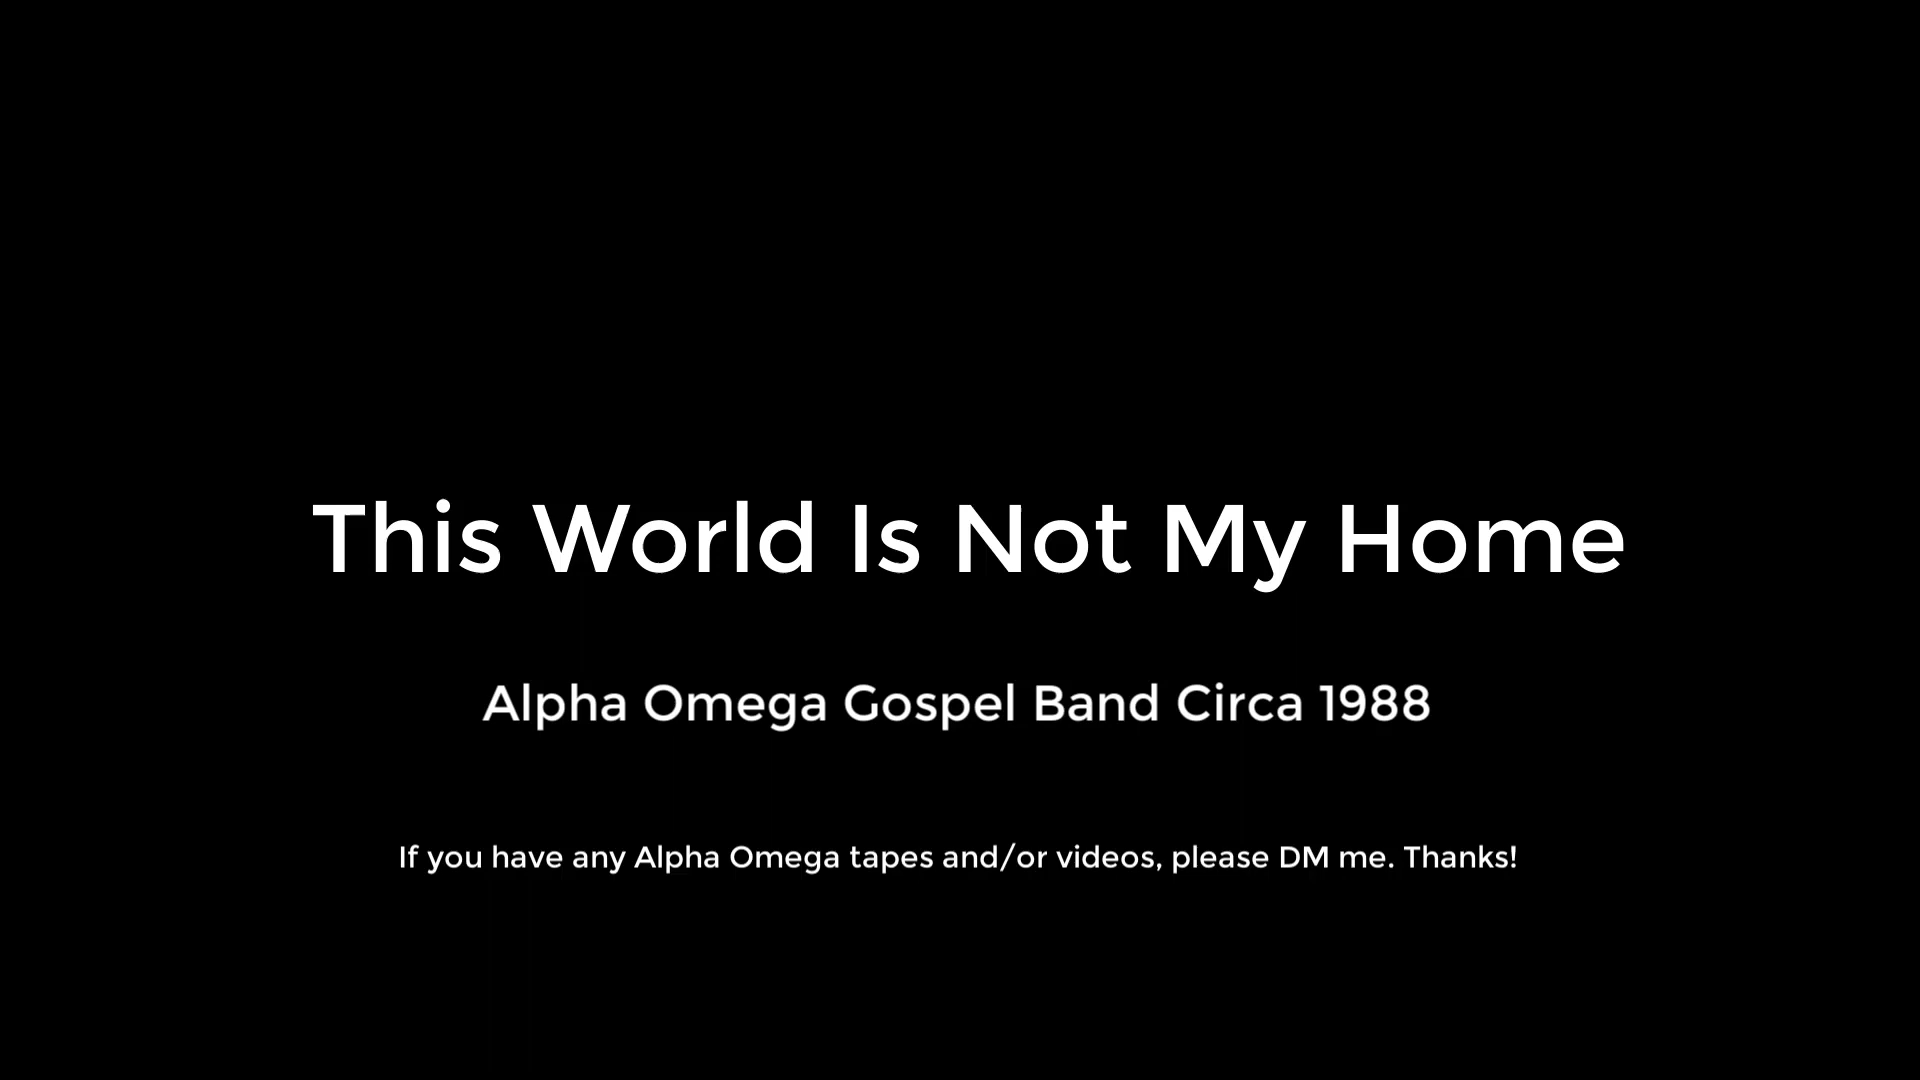 This World Is Not My Home
Alpha Omega Gospel Band Circa 1988
If you have any Alpha Omega tapes and/or videos, please DM me. Thanks!